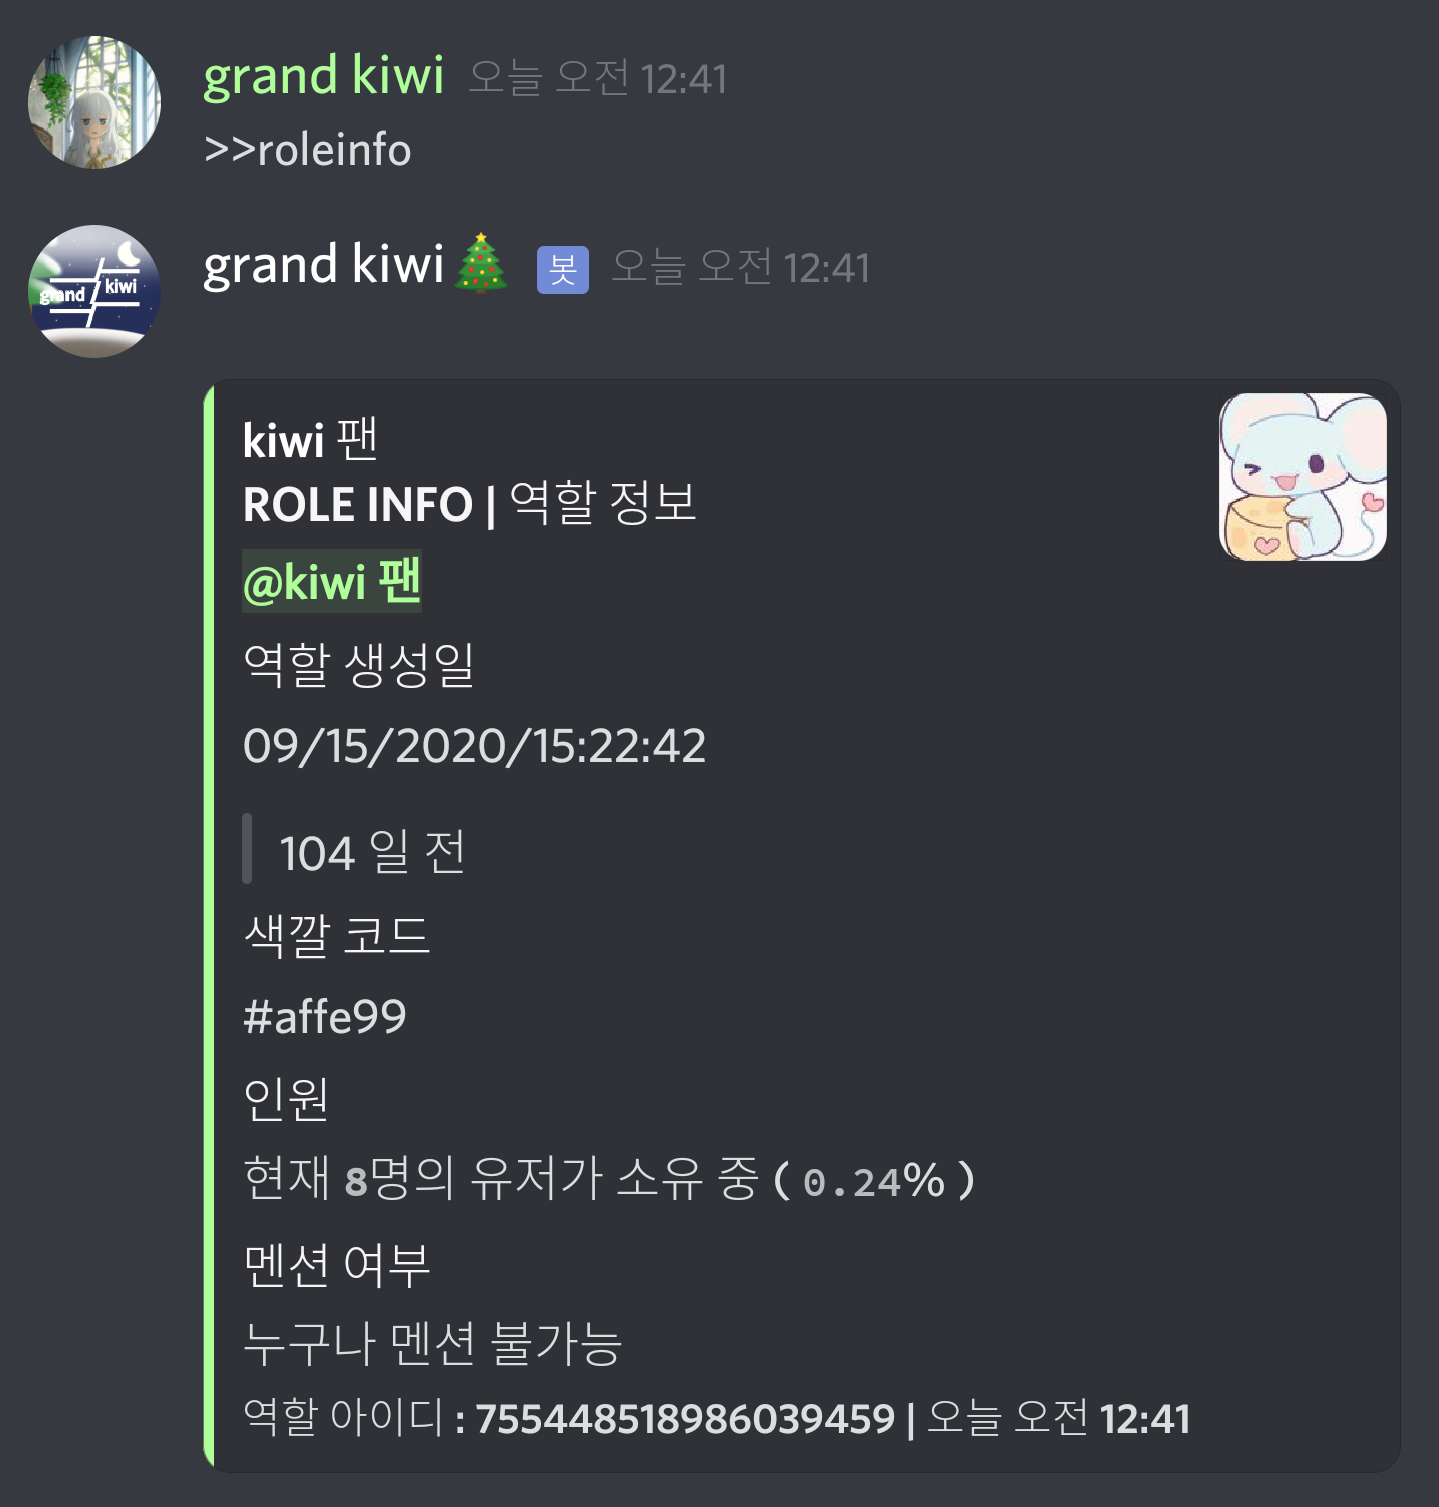 grand kiwi 오늘 오전 12:41
>>roleinfo
grand kiwi🎄 봇 오늘 오전 12:41
grand kiwi
kiwi 팬
ROLE INFO | 역할 정보
@kiwi 팬
역할 생성일
09/15/2020/15:22:42
104 일 전
색깔 코드
#affe99
인원
현재 8명의 유저가 소유 중 ( 0.24% )
멘션 여부
누구나 멘션 불가능
역할 아이디 : 755448518986039459 | 오늘 오전 12:41